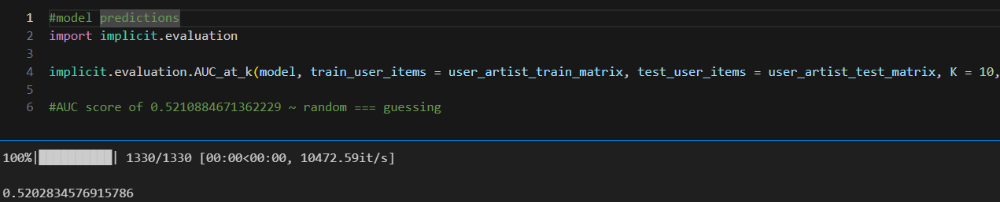 1 #model predictions
2 import implicit.evaluation
3
4 implicit.evaluation.AUC_at_k(model, train_user_items = user_artist_train_matrix, test_user_items = user_artist_test_matrix, K = 10,
5
6 #AUC score of 0.5210884671362229 ~ random === guessing
100%|██████████| 1330/1330 [00:00<00:00, 10472.59it/s]
0.5202834576915786